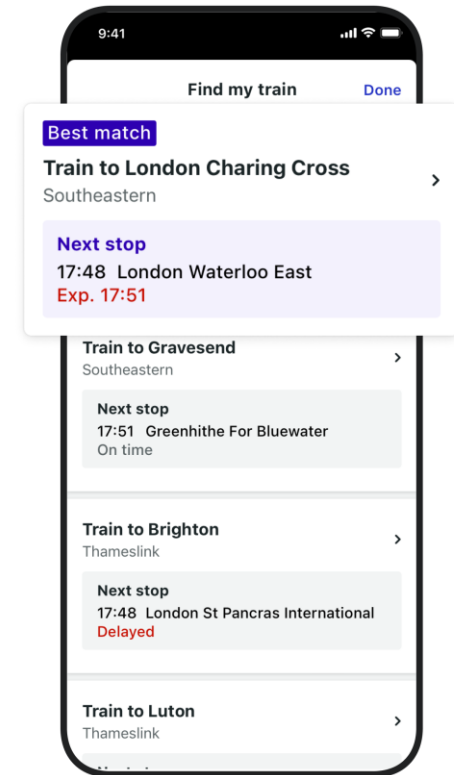 9:41
Find my train
Done
Best match
Train to London Charing Cross
Southeastern
Next stop
17:48 London Waterloo East
Exp. 17:51
Train to Gravesend
Southeastern
Next stop
17:51 Greenhithe For Bluewater
On time
Train to Brighton
Thameslink
Next stop
17:48 London St Pancras International
Delayed
Train to Luton
Thameslink